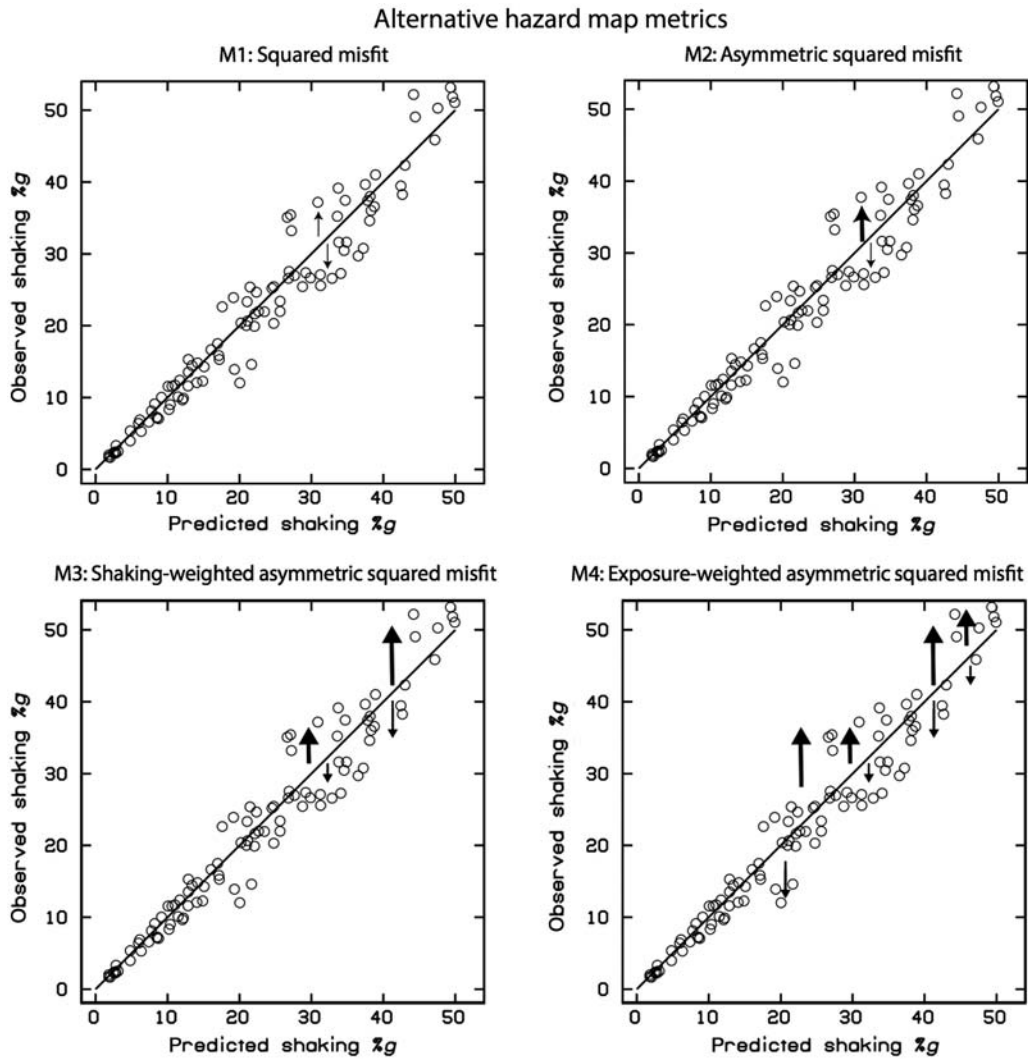 Alternative hazard map metrics
M1: Squared misfit
50
40
30
20
10
0
Observed shaking %g
0 10 20 30 40 50
Predicted shaking %g
M2: Asymmetric squared misfit
50
40
30
20
10
0
Observed shaking %g
0 10 20 30 40 50
Predicted shaking %g
M3: Shaking-weighted asymmetric squared misfit
50
40
30
20
10
0
Observed shaking %g
0 10 20 30 40 50
Predicted shaking %g
M4: Exposure-weighted asymmetric squared misfit
50
40
30
20
10
0
Observed shaking %g
0 10 20 30 40 50
Predicted shaking %g